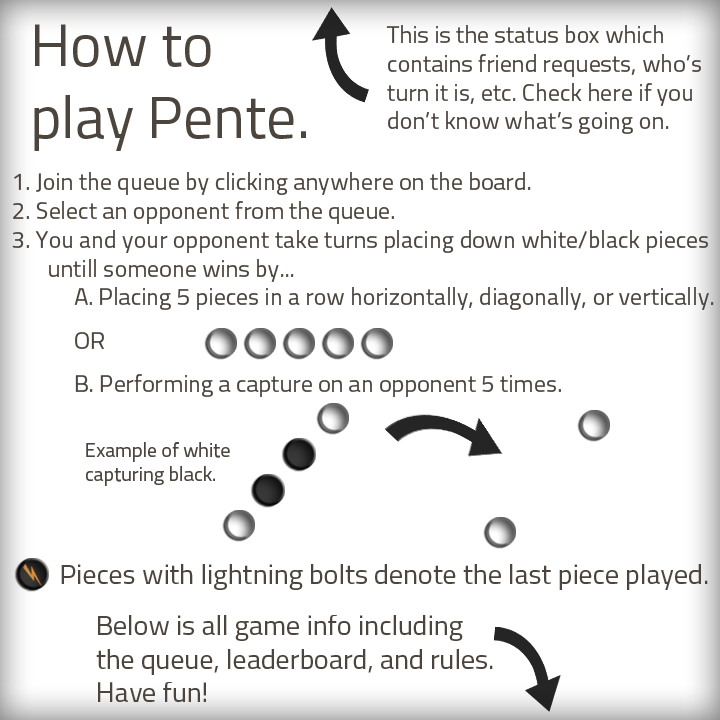 How to
play Pente.
This is the status box which
contains friend requests, who's
turn it is, etc. Check here if you
don't know what's going on.
1. Join the queue by clicking anywhere on the board.
2. Select an opponent from the queue.
3. You and your opponent take turns placing down white/black pieces
untill someone wins by...
A. Placing 5 pieces in a row horizontally, diagonally, or vertically.
OR
B. Performing a capture on an opponent 5 times.
Example of white
capturing black.
Pieces with lightning bolts denote the last piece played.
Below is all game info including
the queue, leaderboard, and rules.
Have fun!